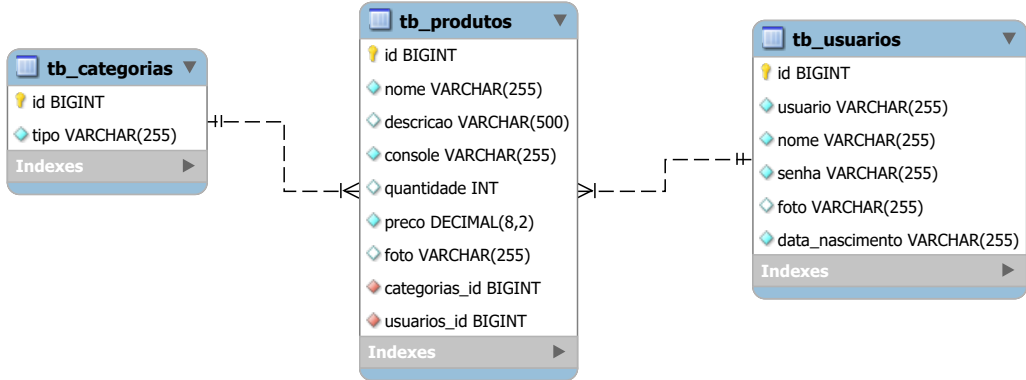 tb_categorias
id BIGINT
tipo VARCHAR(255)
Indexes
tb_produtos
id BIGINT
nome VARCHAR(255)
descricao VARCHAR(500)
console VARCHAR(255)
quantidade INT
preco DECIMAL(8,2)
foto VARCHAR(255)
categorias_id BIGINT
usuarios_id BIGINT
Indexes
tb_usuarios
id BIGINT
usuario VARCHAR(255)
nome VARCHAR(255)
senha VARCHAR(255)
foto VARCHAR(255)
data_nascimento VARCHAR(255)
Indexes